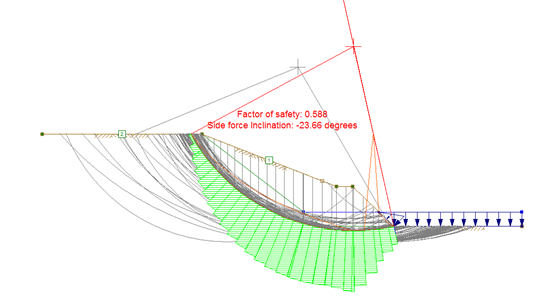 Factor of safety: 0.588
Side force Inclination: -23.66 degrees
2
1